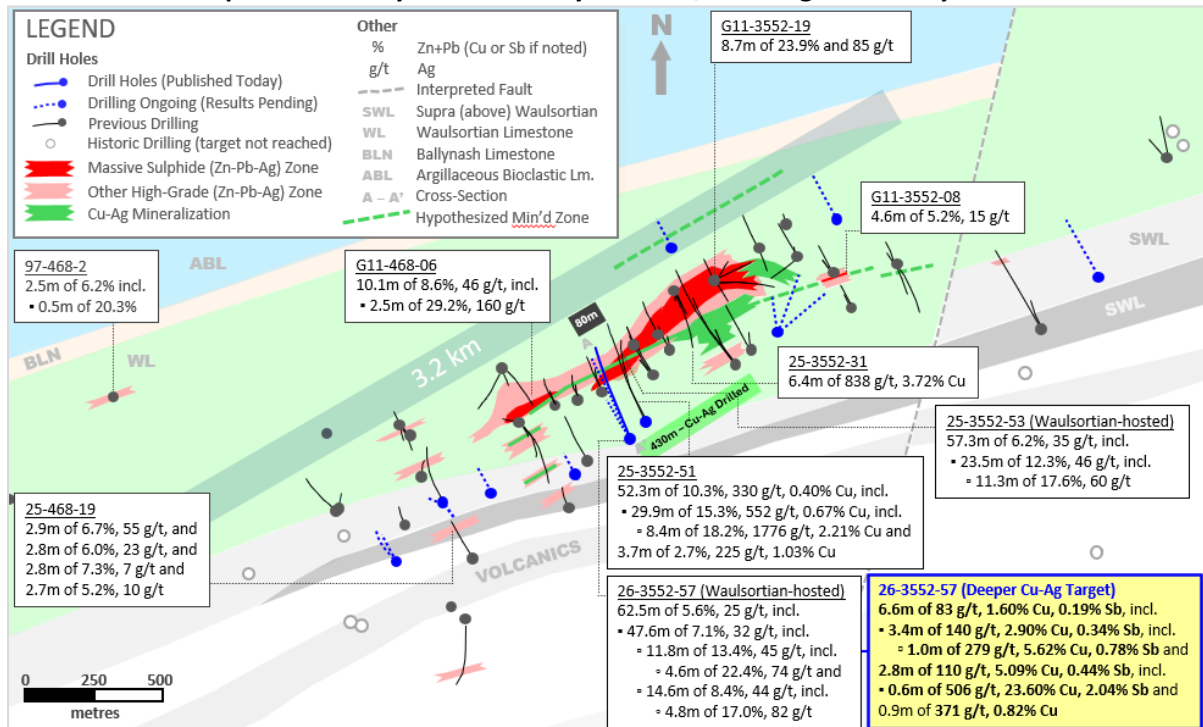 LEGEND
Drill Holes
Drill Holes (Published Today)
Drilling Ongoing (Results Pending)
Previous Drilling
Historic Drilling (target not reached)
Massive Sulphide (Zn-Pb-Ag) Zone
Other High-Grade (Zn-Pb-Ag) Zone
Cu-Ag Mineralization
Other
% Zn+Pb (Cu or Sb if noted)
g/t Ag
Interpreted Fault
SWL Supra (above) Waulsortian
WL Waulsortian Limestone
BLN Ballynash Limestone
ABL Argillaceous Bioclastic Lm.
A – A' Cross-Section
Hypothesized Min'd Zone
N
G11-3552-19
8.7m of 23.9% and 85 g/t
G11-3552-08
4.6m of 5.2%, 15 g/t
97-468-2
2.5m of 6.2% incl.
▪ 0.5m of 20.3%
G11-468-06
10.1m of 8.6%, 46 g/t, incl.
▪ 2.5m of 29.2%, 160 g/t
ABL
BLN
WL
3.2 km
80m
A
SWL
SWL
430m – Cu-Ag Drilled
VOLCANICS
25-3552-31
6.4m of 838 g/t, 3.72% Cu
25-3552-53 (Waulsortian-hosted)
57.3m of 6.2%, 35 g/t, incl.
▪ 23.5m of 12.3%, 46 g/t, incl.
▫ 11.3m of 17.6%, 60 g/t
25-3552-51
52.3m of 10.3%, 330 g/t, 0.40% Cu, incl.
▪ 29.9m of 15.3%, 552 g/t, 0.67% Cu, incl.
▫ 8.4m of 18.2%, 1776 g/t, 2.21% Cu and
3.7m of 2.7%, 225 g/t, 1.03% Cu
25-468-19
2.9m of 6.7%, 55 g/t, and
2.8m of 6.0%, 23 g/t, and
2.8m of 7.3%, 7 g/t and
2.7m of 5.2%, 10 g/t
26-3552-57 (Waulsortian-hosted)
62.5m of 5.6%, 25 g/t, incl.
▪ 47.6m of 7.1%, 32 g/t, incl.
▫ 11.8m of 13.4%, 45 g/t, incl.
▫ 4.6m of 22.4%, 74 g/t and
▫ 14.6m of 8.4%, 44 g/t, incl.
▫ 4.8m of 17.0%, 82 g/t
26-3552-57 (Deeper Cu-Ag Target)
6.6m of 83 g/t, 1.60% Cu, 0.19% Sb, incl.
▪ 3.4m of 140 g/t, 2.90% Cu, 0.34% Sb, incl.
▫ 1.0m of 279 g/t, 5.62% Cu, 0.78% Sb and
2.8m of 110 g/t, 5.09% Cu, 0.44% Sb, incl.
▪ 0.6m of 506 g/t, 23.60% Cu, 2.04% Sb and
0.9m of 371 g/t, 0.82% Cu
0 250 500
metres